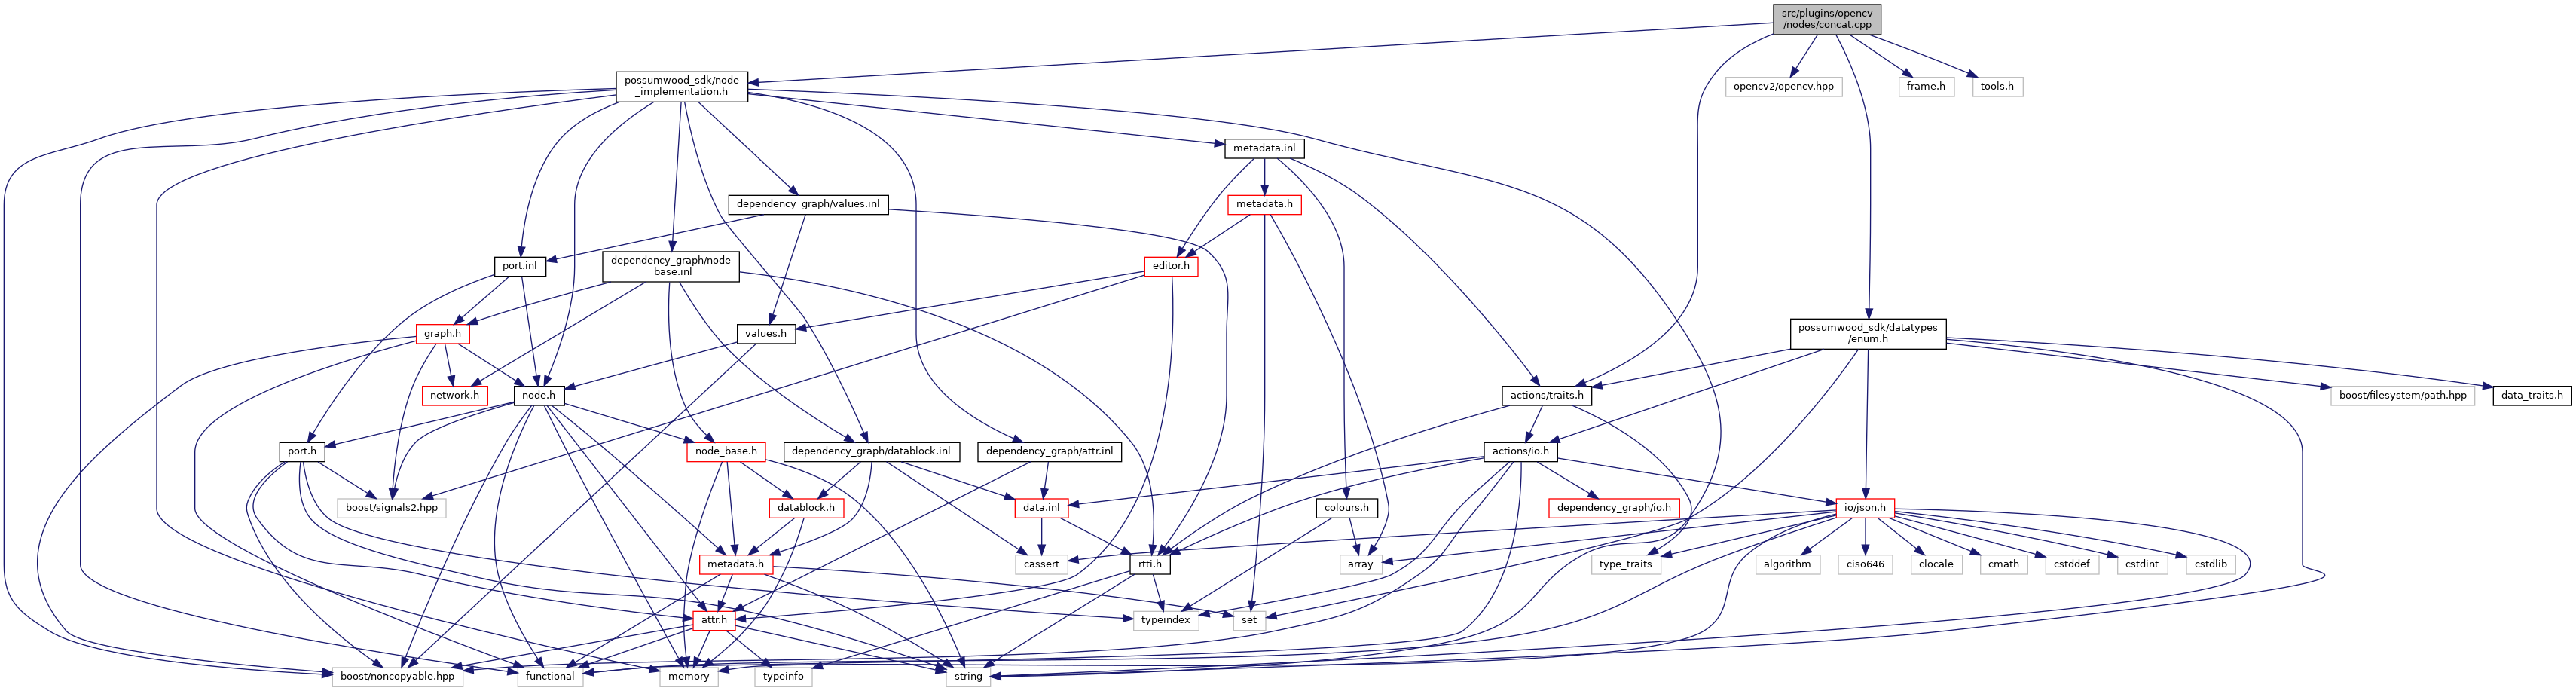 src/plugins/opencv
/nodes/concat.cpp
possumwood_sdk/node
_implementation.h
opencv2/opencv.hpp
frame.h
tools.h
metadata.inl
dependency_graph/values.inl
metadata.h
port.inl
dependency_graph/node
_base.inl
editor.h
graph.h
values.h
possumwood_sdk/datatypes
/enum.h
network.h
node.h
actions/traits.h
boost/filesystem/path.hpp
data_traits.h
port.h
node_base.h
dependency_graph/datablock.inl
dependency_graph/attr.inl
actions/io.h
boost/signals2.hpp
datablock.h
data.inl
colours.h
dependency_graph/io.h
io/json.h
metadata.h
cassert
rtti.h
array
type_traits
algorithm
ciso646
clocale
cmath
cstddef
cstdint
cstdlib
attr.h
typeindex
set
boost/noncopyable.hpp
functional
memory
typeinfo
string